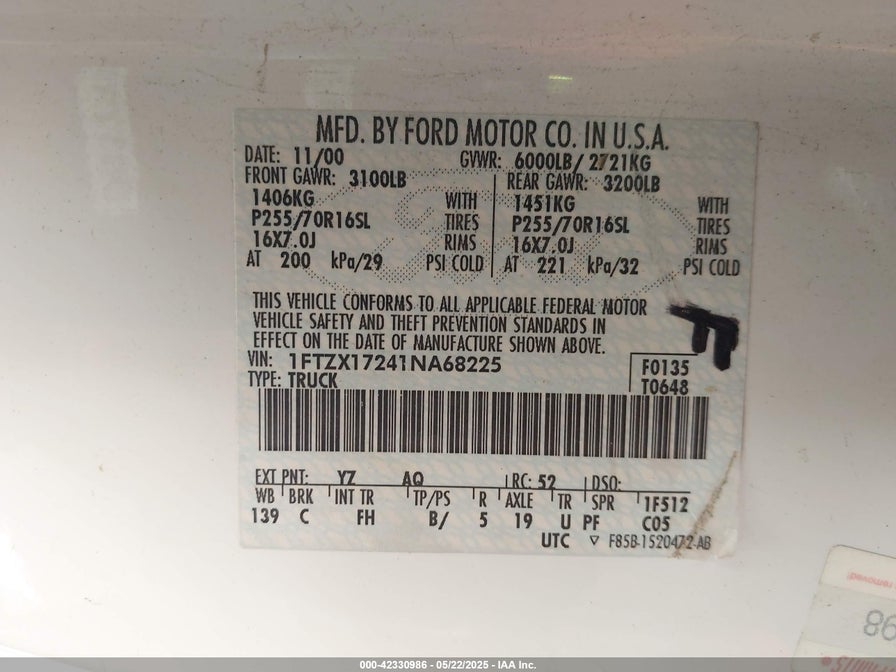 MFD. BY FORD MOTOR CO. IN U.S.A.
DATE: 11/00 GVWR: 6000LB/ 2721KG
FRONT GAWR: 3100LB REAR GAWR: 3200LB
1406KG WITH 1451KG WITH
P255/70R16SL TIRES P255/70R16SL TIRES
16X7.0J RIMS 16X7.0J RIMS
AT 200 kPa/29 PSI COLD AT 221 kPa/32 PSI COLD
THIS VEHICLE CONFORMS TO ALL APPLICABLE FEDERAL MOTOR
VEHICLE SAFETY AND THEFT PREVENTION STANDARDS IN
EFFECT ON THE DATE OF MANUFACTURE SHOWN ABOVE.
VIN: 1FTZX17241NA68225 F0135
TYPE: TRUCK T0648
EXT PNT: YZ AQ RC: 52 DSO:
WB BRK INT TR TP/PS R AXLE TR SPR 1F512
139 C FH B/ 5 19 U PF C05
UTC ▽ F85B-1520472-AB
removed
98
000-42330986 - 05/22/2025 - IAA Inc.